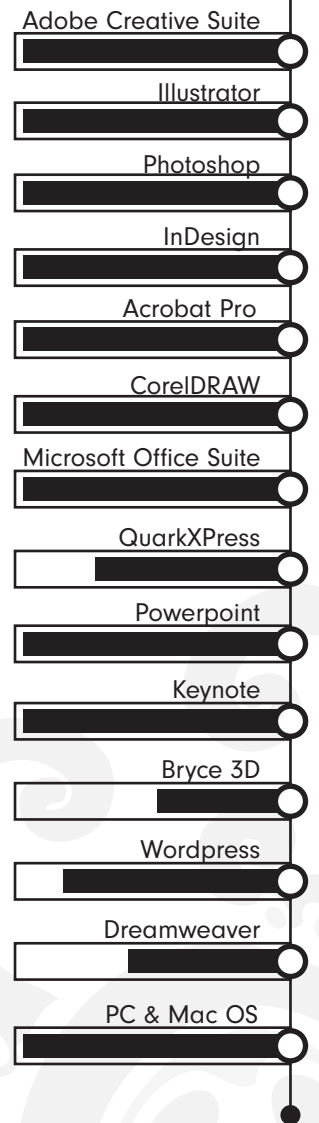 Adobe Creative Suite
Illustrator
Photoshop
InDesign
Acrobat Pro
CorelDRAW
Microsoft Office Suite
QuarkXPress
Powerpoint
Keynote
Bryce 3D
Wordpress
Dreamweaver
PC & Mac OS